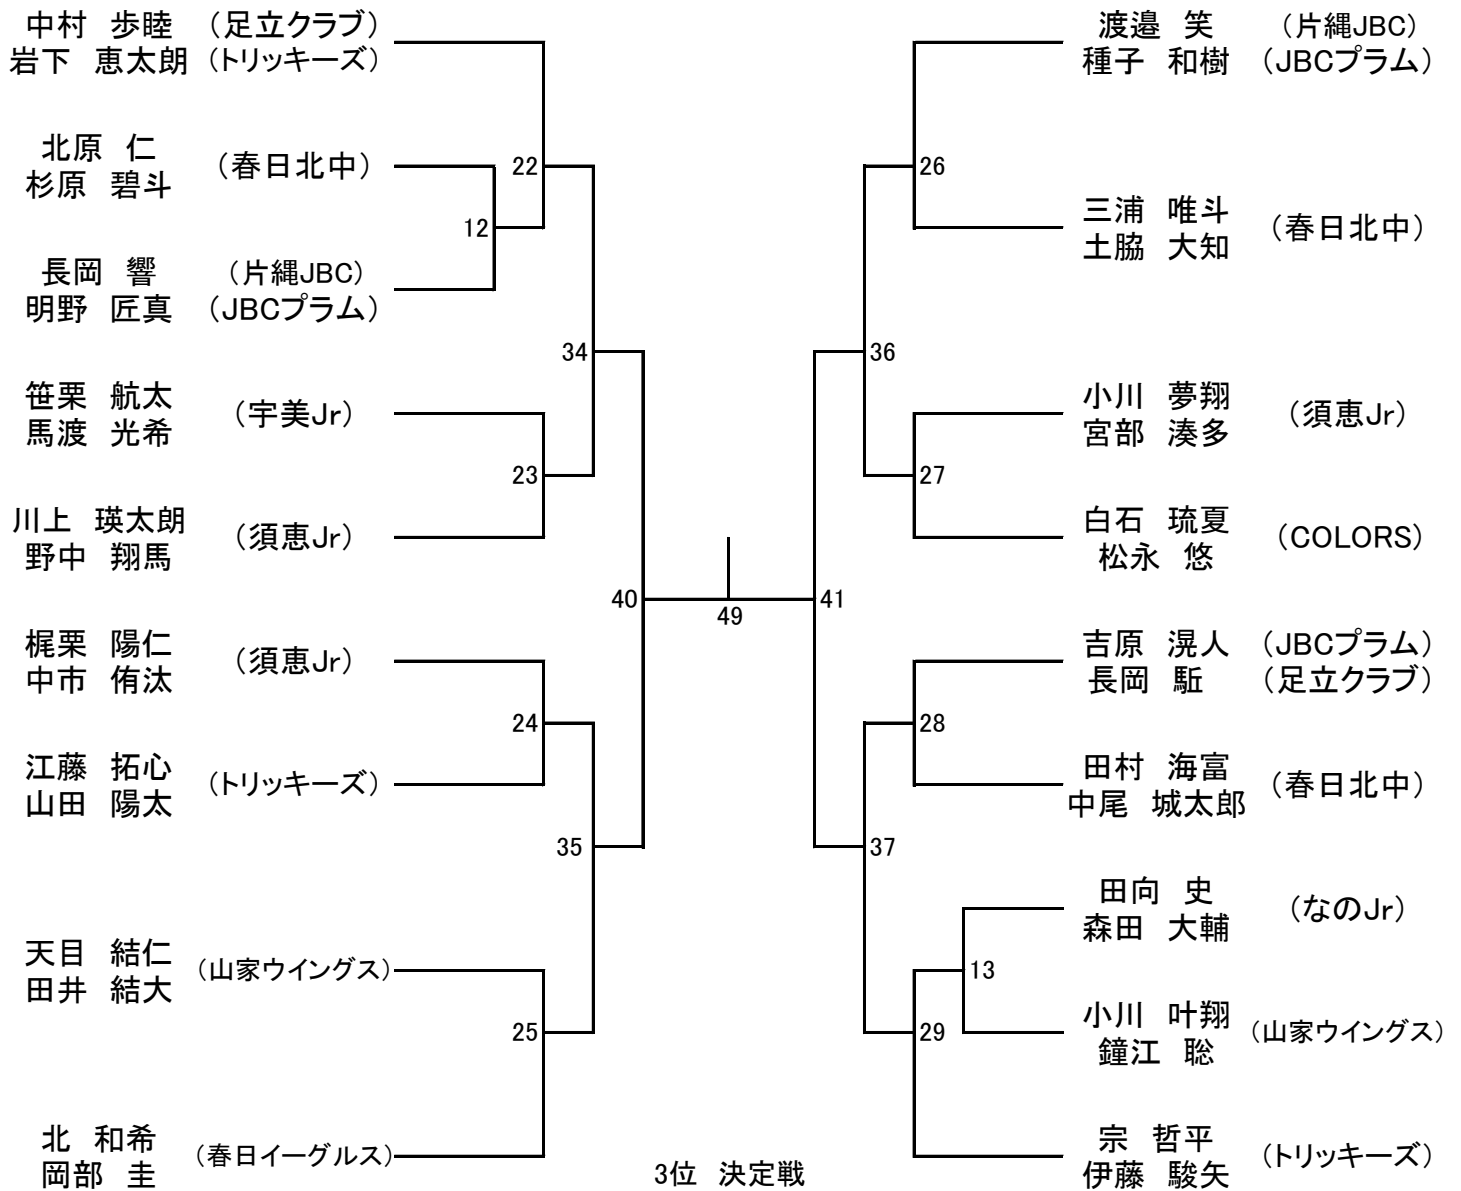 中村　歩睦　（足立クラブ）
岩下　恵太朗　（トリッキーズ）
北原　仁
（春日北中）
杉原　碧斗
22
12
長岡　響　（片縄JBC）
明野　匠真　（JBCプラム）
34
笹栗　航太
（宇美Jr）
馬渡　光希
23
川上　瑛太朗
（須恵Jr）
野中　翔馬
40
梶栗　陽仁
（須恵Jr）
中市　侑汰
24
江藤　拓心
（トリッキーズ）
山田　陽太
35
天目　結仁
（山家ウイングス）
田井　結大
25
北　和希
（春日イーグルス）
岡部　圭
49
3位　決定戦
渡邉　笑　（片縄JBC）
種子　和樹　（JBCプラム）
26
三浦　唯斗
（春日北中）
土脇　大知
36
小川　夢翔
（須恵Jr）
宮部　湊多
27
白石　琉夏
（COLORS）
松永　悠
41
吉原　滉人　（JBCプラム）
長岡　駈　（足立クラブ）
28
田村　海富
（春日北中）
中尾　城太郎
37
田向　史
（なのJr）
森田　大輔
13
小川　叶翔
（山家ウイングス）
鐘江　聡
29
宗　哲平
（トリッキーズ）
伊藤　駿矢